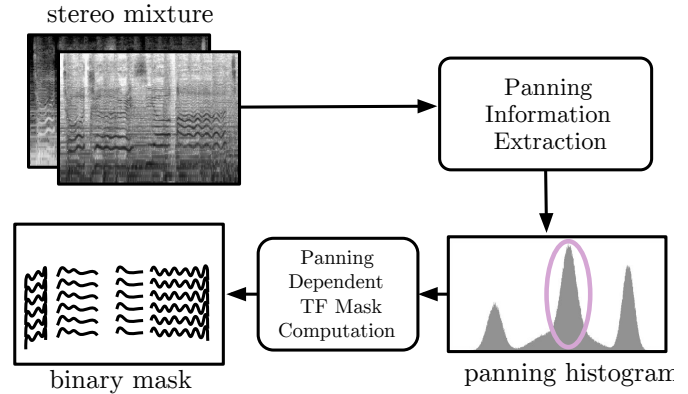 stereo mixture
Panning
Information
Extraction
Panning
Dependent
TF Mask
Computation
binary mask
panning histogram